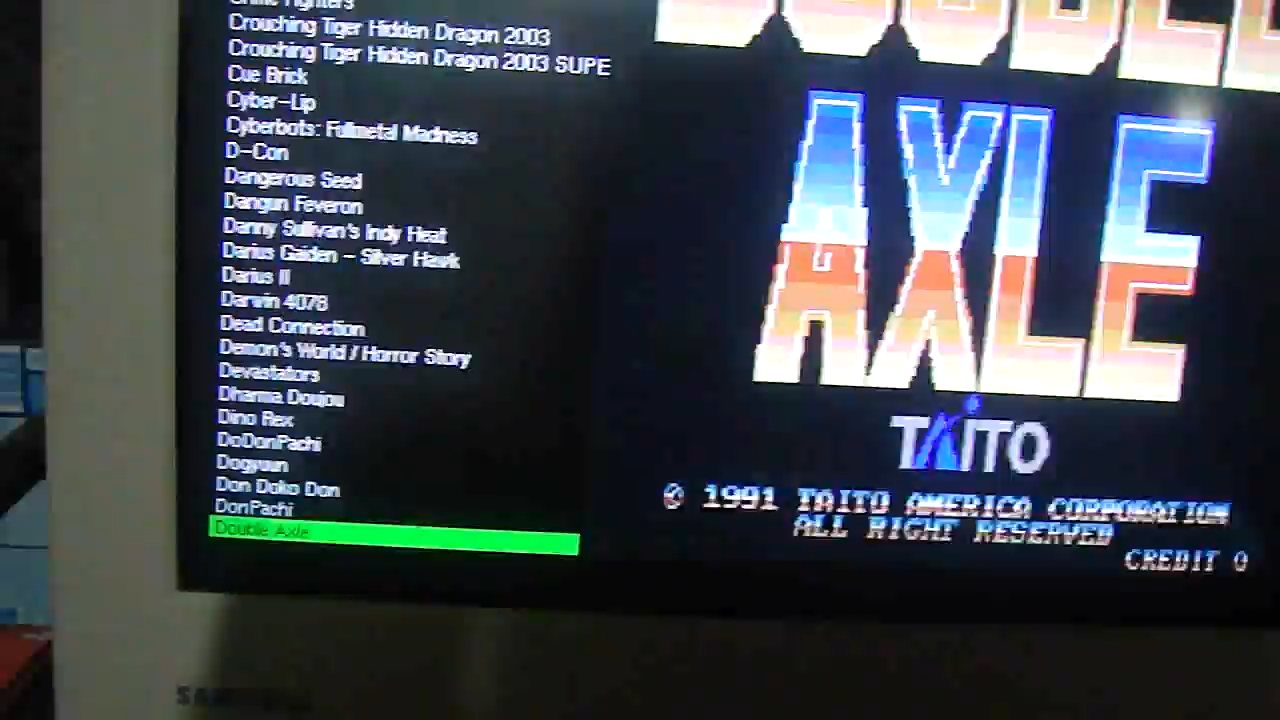 Crime Fighters
Crouching Tiger Hidden Dragon 2003
Crouching Tiger Hidden Dragon 2003 SUPE
Cue Brick
Cyber-Lip
Cyberbots: Fullmetal Madness
D-Con
Dangerous Seed
Dangun Feveron
Danny Sullivan's Indy Heat
Darius Gaiden - Silver Hawk
Darius II
Darwin 4078
Dead Connection
Demon's World / Horror Story
Devastators
Dharma Doujou
Dino Rex
DoDonPachi
Dogyuun
Don Doko Don
DonPachi
Double Axle
AXLE
TAITO
© 1991 TAITO AMERICA CORPORATION
ALL RIGHT RESERVED
CREDIT 0